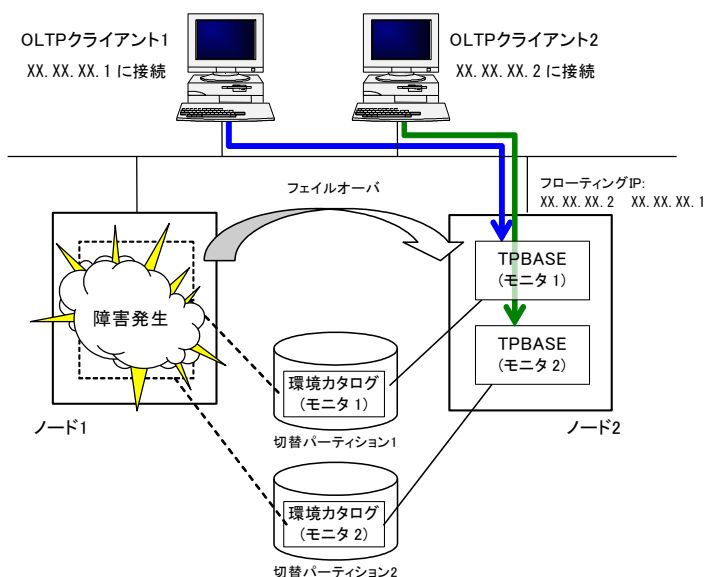 OLTPクライアント1
XX.XX.XX.1 に接続
OLTPクライアント2
XX.XX.XX.2 に接続
フェイルオーバ
フローティングIP:
XX.XX.XX.2 XX.XX.XX.1
障害発生
TPBASE
(モニタ 1)
TPBASE
(モニタ 2)
環境カタログ
(モニタ 1)
切替パーティション1
ノード1
ノード2
環境カタログ
(モニタ 2)
切替パーティション2